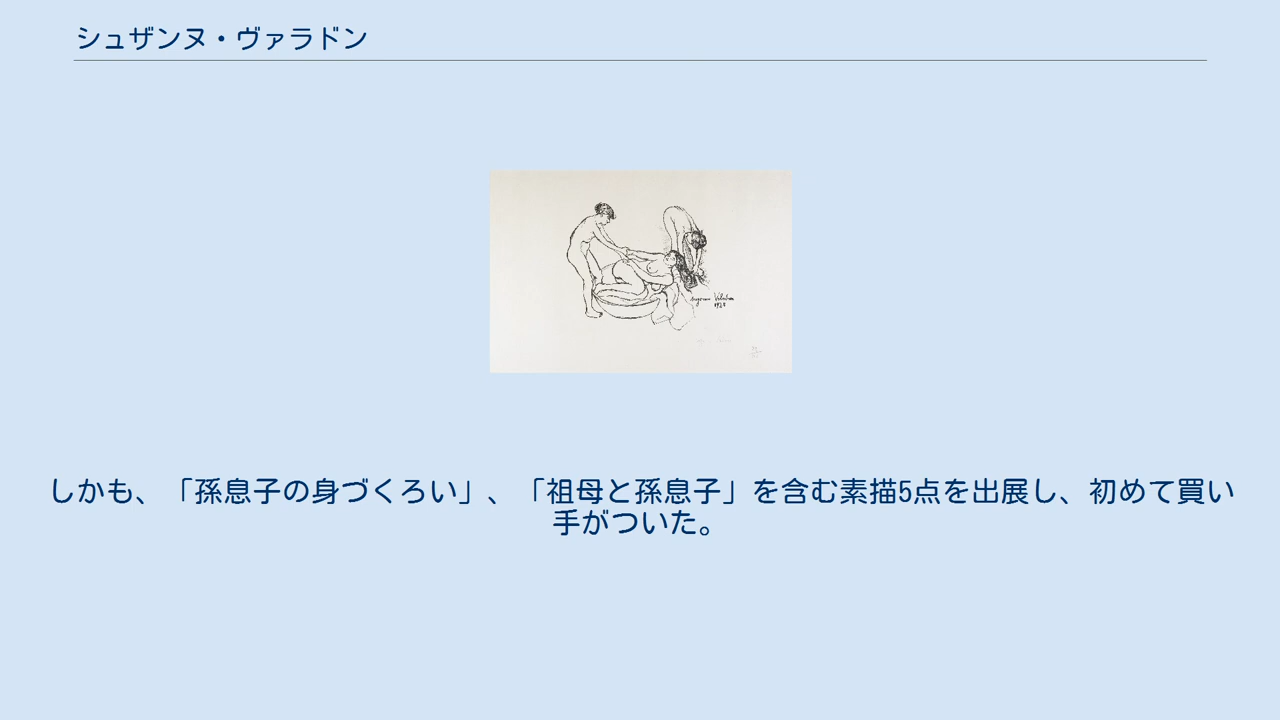 シュザンヌ・ヴァラドン
1928
しかも、「孫息子の身づくろい」、「祖母と孫息子」を含む素描5点を出展し、初めて買い
手がついた。